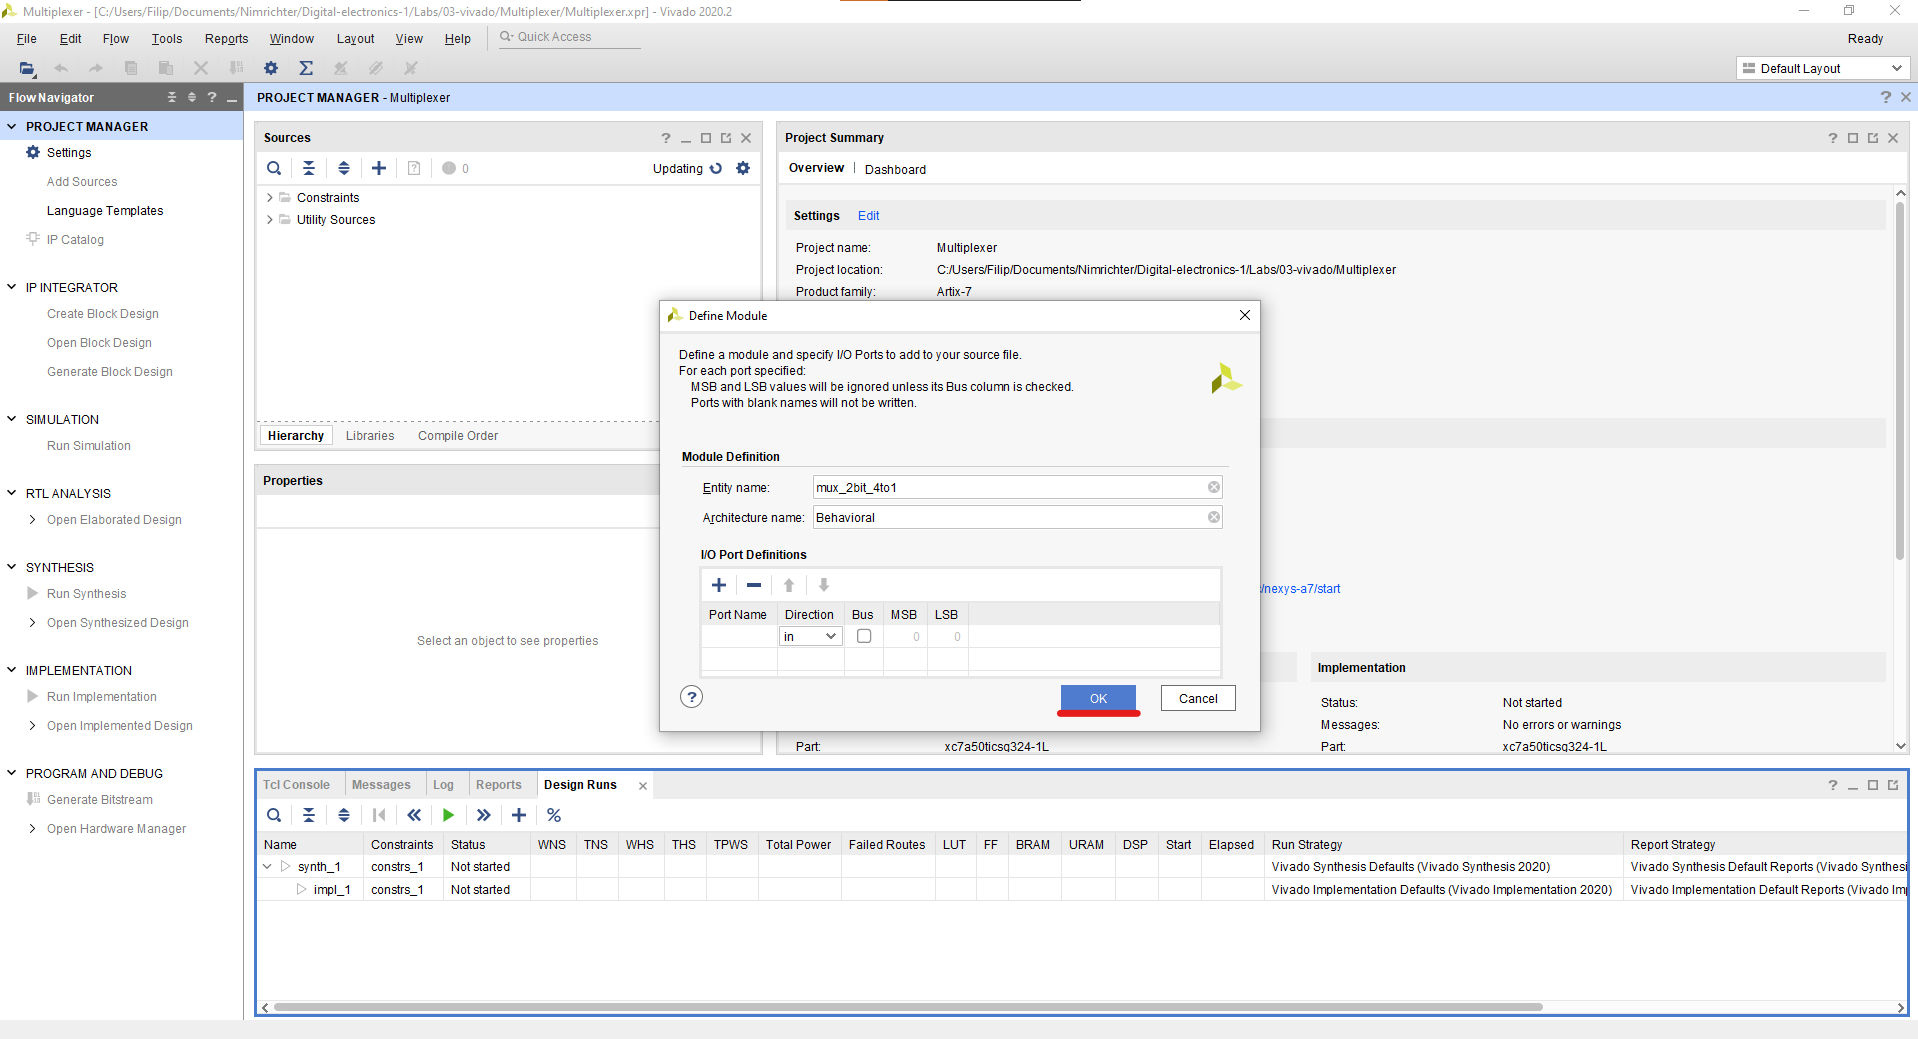 Multiplexer - [C:/Users/Filip/Documents/Nimrichter/Digital-electronics-1/Labs/03-vivado/Multiplexer/Multiplexer.xpr] - Vivado 2020.2
File Edit Flow Tools Reports Window Layout View Help Quick Access Ready
Default Layout
Flow Navigator
PROJECT MANAGER
Settings
Add Sources
Language Templates
IP Catalog
IP INTEGRATOR
Create Block Design
Open Block Design
Generate Block Design
SIMULATION
Run Simulation
RTL ANALYSIS
Open Elaborated Design
SYNTHESIS
Run Synthesis
Open Synthesized Design
IMPLEMENTATION
Run Implementation
Open Implemented Design
PROGRAM AND DEBUG
Generate Bitstream
Open Hardware Manager
PROJECT MANAGER - Multiplexer
Sources
0 Updating
Constraints
Utility Sources
Hierarchy Libraries Compile Order
Properties
Select an object to see properties
Project Summary
Overview | Dashboard
Settings Edit
Project name: Multiplexer
Project location: C:/Users/Filip/Documents/Nimrichter/Digital-electronics-1/Labs/03-vivado/Multiplexer
Product family: Artix-7
/nexys-a7/start
Implementation
Status: Not started
Messages: No errors or warnings
Part: xc7a50ticsg324-1L
Part: xc7a50ticsg324-1L
Define Module
Define a module and specify I/O Ports to add to your source file.
For each port specified:
MSB and LSB values will be ignored unless its Bus column is checked.
Ports with blank names will not be written.
Module Definition
Entity name: mux_2bit_4to1
Architecture name: Behavioral
I/O Port Definitions
Port Name Direction Bus MSB LSB
in 0 0
? OK Cancel
Tcl Console Messages Log Reports Design Runs
Name Constraints Status WNS TNS WHS THS TPWS Total Power Failed Routes LUT FF BRAM URAM DSP Start Elapsed Run Strategy Report Strategy
synth_1 constrs_1 Not started Vivado Synthesis Defaults (Vivado Synthesis 2020) Vivado Synthesis Default Reports (Vivado Synthesi
impl_1 constrs_1 Not started Vivado Implementation Defaults (Vivado Implementation 2020) Vivado Implementation Default Reports (Vivado Im